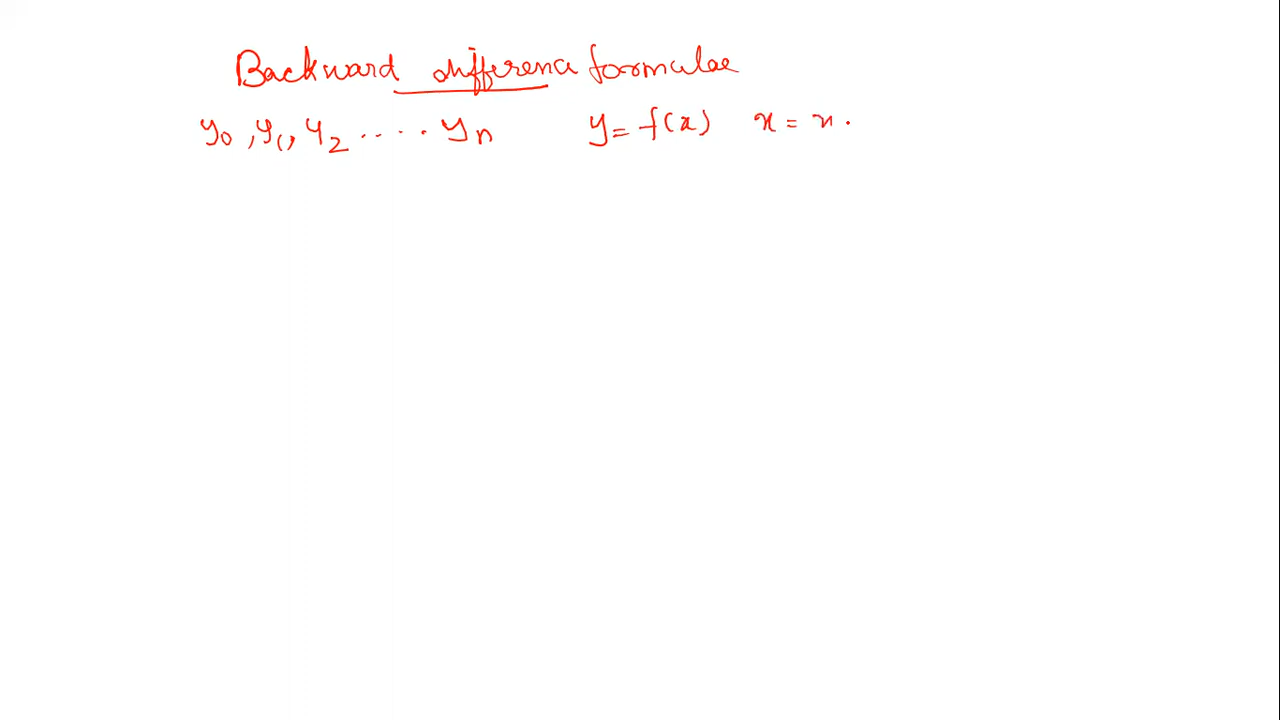 Backward difference formulae
y₀, y₁, y₂ ..... yₙ y = f(x) x = x .